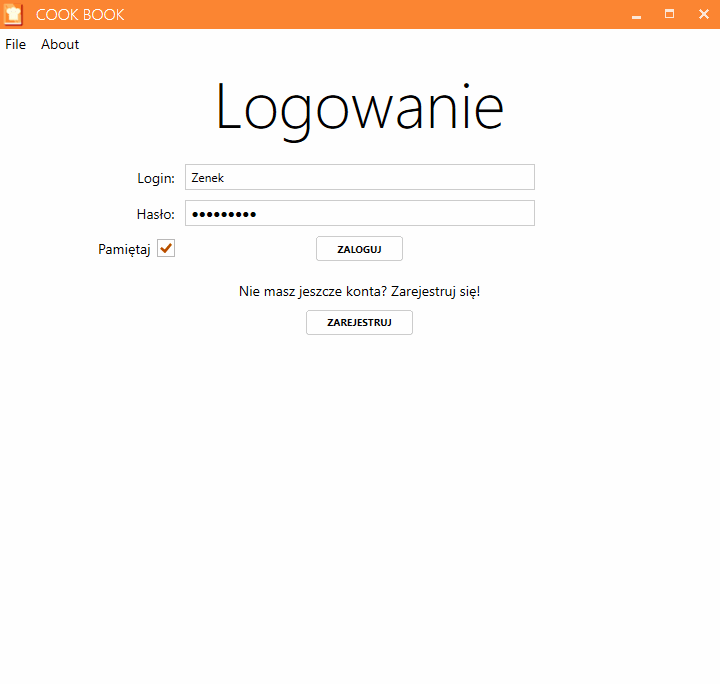 COOK BOOK
File About
Logowanie
Login: Zenek
Hasło: •••••••••
Pamiętaj ZALOGUJ
Nie masz jeszcze konta? Zarejestruj się!
ZAREJESTRUJ